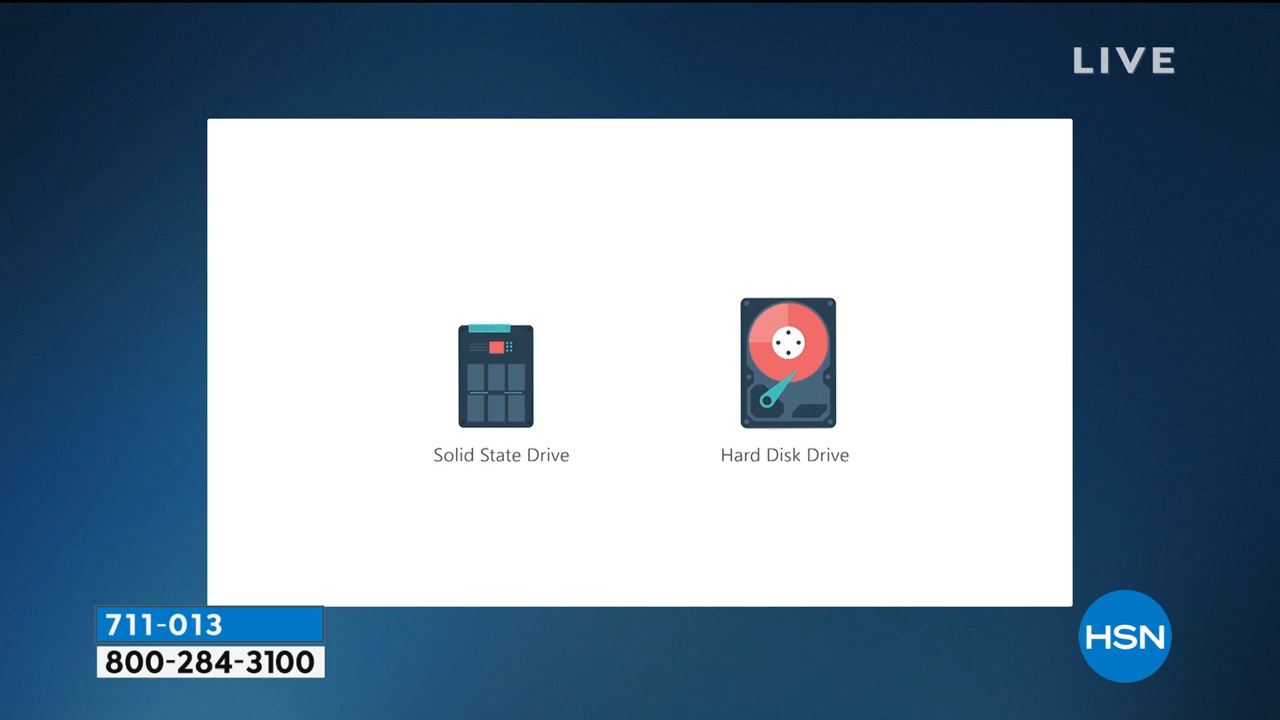 LIVE
Solid State Drive
Hard Disk Drive
711-013
800-284-3100
HSN